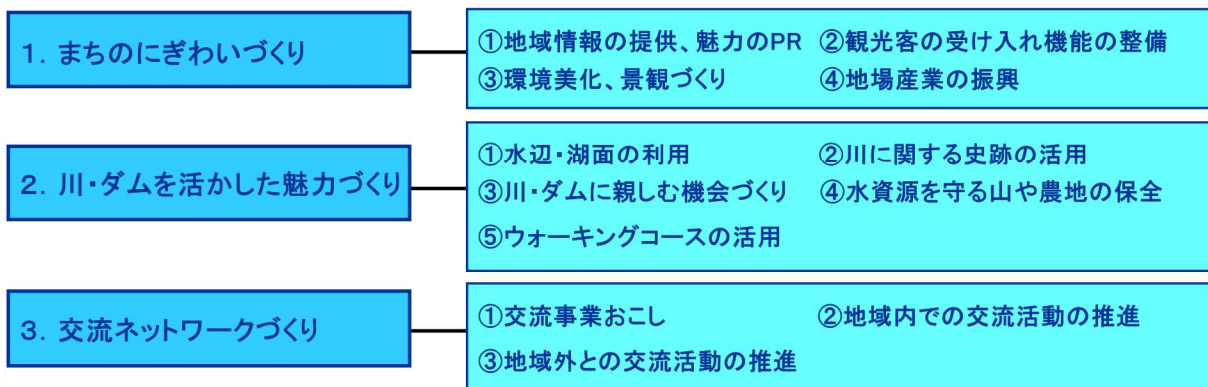 1. まちのにぎわいづくり
①地域情報の提供、魅力のPR ②観光客の受け入れ機能の整備
③環境美化、景観づくり ④地場産業の振興
2. 川・ダムを活かした魅力づくり
①水辺・湖面の利用 ②川に関する史跡の活用
③川・ダムに親しむ機会づくり ④水資源を守る山や農地の保全
⑤ウォーキングコースの活用
3. 交流ネットワークづくり
①交流事業おこし ②地域内での交流活動の推進
③地域外との交流活動の推進